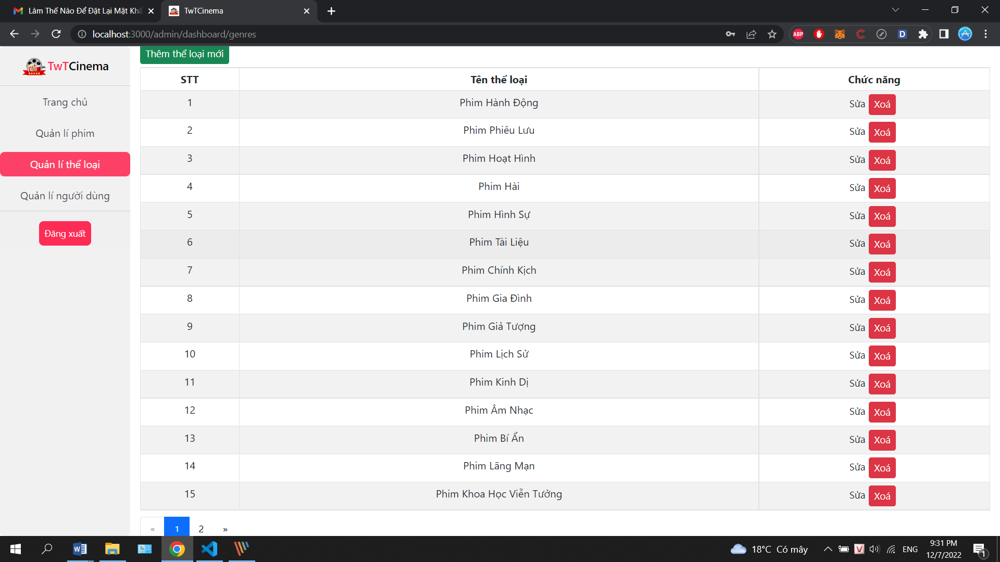 Làm Thế Nào Để Đặt Lại Mật Khẩ
TwTCinema
localhost:3000/admin/dashboard/genres
ABP
D
TwTCinema
Trang chủ
Quản lí phim
Quản lí thể loại
Quản lí người dùng
Đăng xuất
Thêm thể loại mới
STT Tên thể loại Chức năng
1 Phim Hành Động Sửa Xoá
2 Phim Phiêu Lưu Sửa Xoá
3 Phim Hoạt Hình Sửa Xoá
4 Phim Hài Sửa Xoá
5 Phim Hình Sự Sửa Xoá
6 Phim Tài Liệu Sửa Xoá
7 Phim Chính Kịch Sửa Xoá
8 Phim Gia Đình Sửa Xoá
9 Phim Giả Tượng Sửa Xoá
10 Phim Lịch Sử Sửa Xoá
11 Phim Kinh Dị Sửa Xoá
12 Phim Âm Nhạc Sửa Xoá
13 Phim Bí Ẩn Sửa Xoá
14 Phim Lãng Mạn Sửa Xoá
15 Phim Khoa Học Viễn Tưởng Sửa Xoá
« 1 2 »
18°C Có mây
ENG
9:31 PM
12/7/2022
1